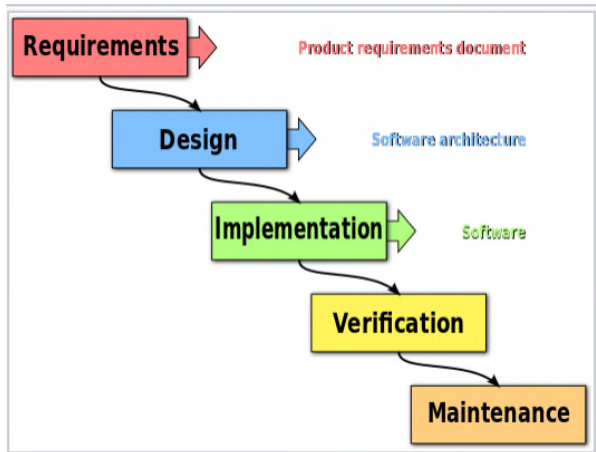 Requirements
Product requirements document
Design
Software architecture
Implementation
Software
Verification
Maintenance